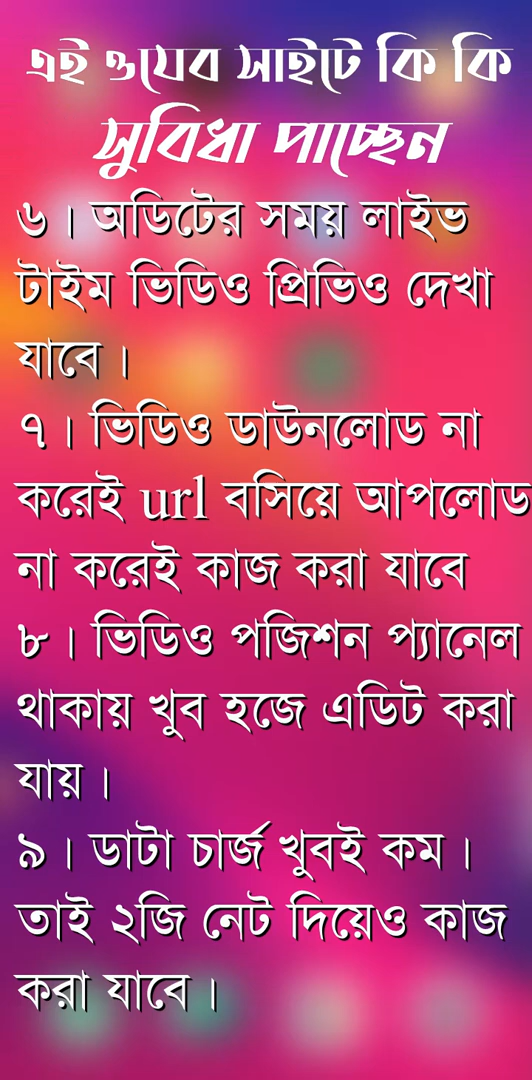 এই ওযেব সাইটে কি কি
সুবিধা পাচ্ছেন
৬। অডিটের সময় লাইভ
টাইম ভিডিও প্রিভিও দেখা
যাবে।
৭। ভিডিও ডাউনলোড না
করেই url বসিয়ে আপলোড
না করেই কাজ করা যাবে
৮। ভিডিও পজিশন প্যানেল
থাকায় খুব হজে এডিট করা
যায়।
৯। ডাটা চার্জ খুবই কম।
তাই ২জি নেট দিয়েও কাজ
করা যাবে।